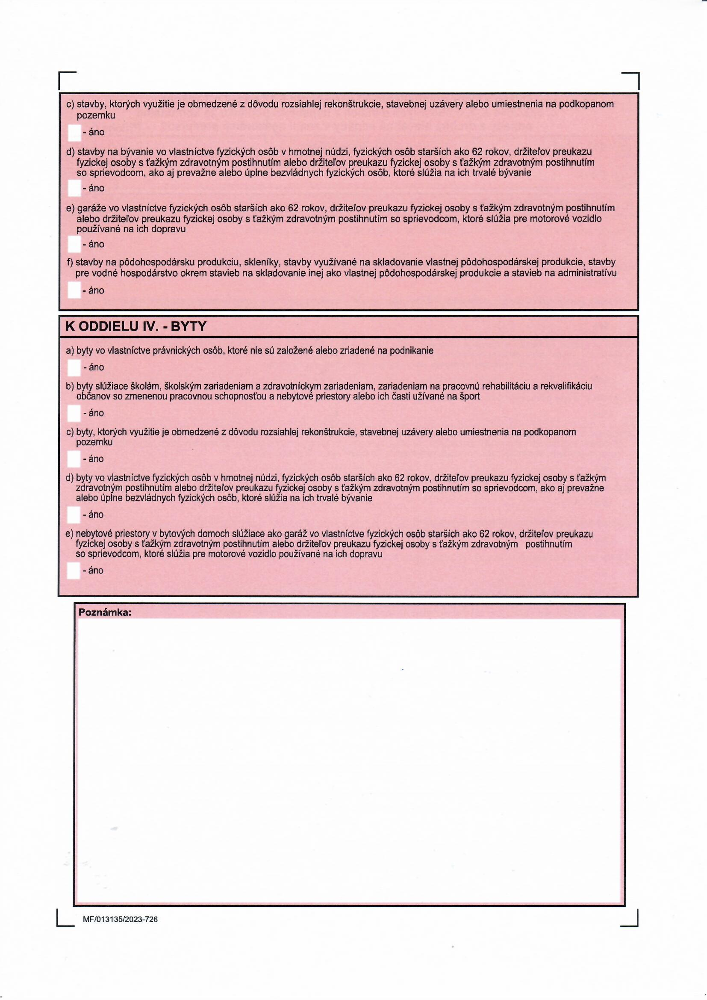 c) stavby, ktorých využitie je obmedzené z dôvodu rozsiahlej rekonštrukcie, stavebnej uzávery alebo umiestnenia na podkopanom
pozemku
- áno
d) stavby na bývanie vo vlastníctve fyzických osôb v hmotnej núdzi, fyzických osôb starších ako 62 rokov, držiteľov preukazu
fyzickej osoby s ťažkým zdravotným postihnutím alebo držiteľov preukazu fyzickej osoby s ťažkým zdravotným postihnutím
so sprievodcom, ako aj prevažne alebo úplne bezvládnych fyzických osôb, ktoré slúžia na ich trvalé bývanie
- áno
e) garáže vo vlastníctve fyzických osôb starších ako 62 rokov, držiteľov preukazu fyzickej osoby s ťažkým zdravotným postihnutím
alebo držiteľov preukazu fyzickej osoby s ťažkým zdravotným postihnutím so sprievodcom, ktoré slúžia pre motorové vozidlo
používané na ich dopravu
- áno
f) stavby na pôdohospodársku produkciu, skleníky, stavby využívané na skladovanie vlastnej pôdohospodárskej produkcie, stavby
pre vodné hospodárstvo okrem stavieb na skladovanie inej ako vlastnej pôdohospodárskej produkcie a stavieb na administratívu
- áno
K ODDIELU IV. - BYTY
a) byty vo vlastníctve právnických osôb, ktoré nie sú založené alebo zriadené na podnikanie
- áno
b) byty slúžiace školám, školským zariadeniam a zdravotníckym zariadeniam, zariadeniam na pracovnú rehabilitáciu a rekvalifikáciu
občanov so zmenenou pracovnou schopnosťou a nebytové priestory alebo ich časti užívané na šport
- áno
c) byty, ktorých využitie je obmedzené z dôvodu rozsiahlej rekonštrukcie, stavebnej uzávery alebo umiestnenia na podkopanom
pozemku
- áno
d) byty vo vlastníctve fyzických osôb v hmotnej núdzi, fyzických osôb starších ako 62 rokov, držiteľov preukazu fyzickej osoby s ťažkým
zdravotným postihnutím alebo držiteľov preukazu fyzickej osoby s ťažkým zdravotným postihnutím so sprievodcom, ako aj prevažne
alebo úplne bezvládnych fyzických osôb, ktoré slúžia na ich trvalé bývanie
- áno
e) nebytové priestory v bytových domoch slúžiace ako garáž vo vlastníctve fyzických osôb starších ako 62 rokov, držiteľov preukazu
fyzickej osoby s ťažkým zdravotným postihnutím alebo držiteľov preukazu fyzickej osoby s ťažkým zdravotným postihnutím
so sprievodcom, ktoré slúžia pre motorové vozidlo používané na ich dopravu
- áno
Poznámka:
MF/013135/2023-726